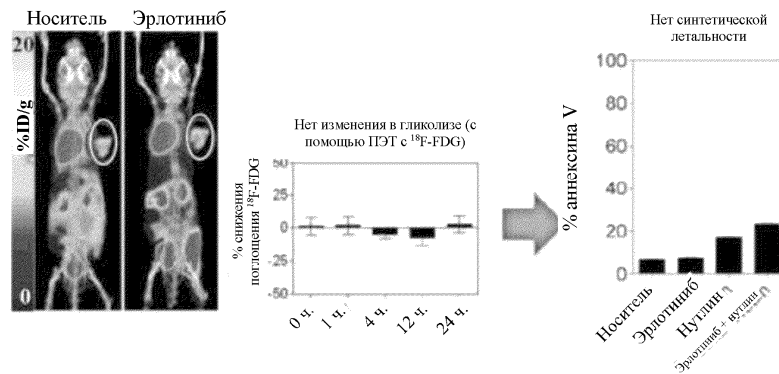 Носитель Эрлотиниб
20
%ID/g
0
Нет изменения в гликолизе (с
помощью ПЭТ с ¹⁸F-FDG)
% снижения
поглощения ¹⁸F-FDG
50
25
0
-25
-50
0 ч.
1 ч.
4 ч.
12 ч.
24 ч.
Нет синтетической
летальности
% аннексина V
100
80
60
40
20
0
Носитель
Эрлотиниб
Нутлин
Эрлотиниб + нутлин